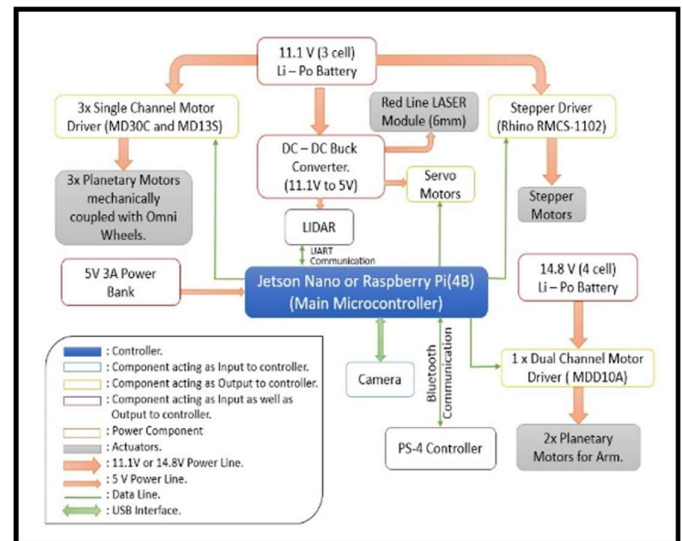 11.1 V (3 cell)
Li – Po Battery
3x Single Channel Motor
Driver (MD30C and MD13S)
Red Line LASER
Module (6mm)
Stepper Driver
(Rhino RMCS-1102)
DC – DC Buck
Converter.
(11.1V to 5V)
Servo
Motors
3x Planetary Motors
mechanically
coupled with Omni
Wheels.
Stepper
Motors
LIDAR
UART
Communication
5V 3A Power
Bank
Jetson Nano or Raspberry Pi(4B)
(Main Microcontroller)
14.8 V (4 cell)
Li – Po Battery
Camera
Bluetooth
Communication
1 x Dual Channel Motor
Driver ( MDD10A)
PS-4 Controller
2x Planetary
Motors for Arm.
: Controller.
: Component acting as Input to controller.
: Component acting as Output to controller.
: Component acting as Input as well as
Output to controller.
: Power Component
: Actuators.
: 11.1V or 14.8V Power Line.
: 5 V Power Line.
: Data Line.
: USB Interface.